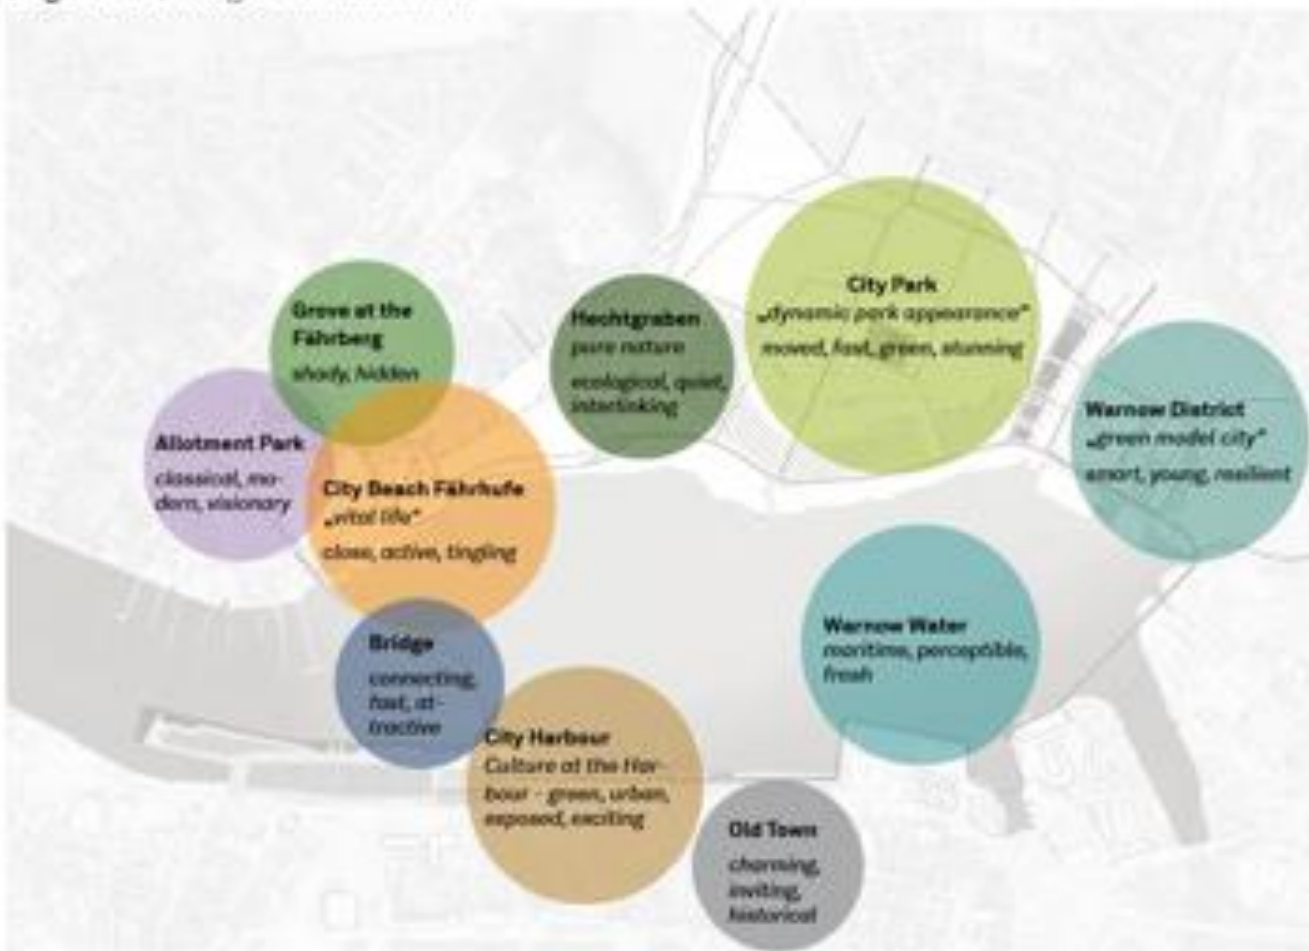 Grove at the
Fährberg
shady, hidden
Hechtgraben
pure nature
ecological, quiet,
interlinking
City Park
„dynamic park appearance“
moved, fast, green, stunning
Warnow District
„green model city“
smart, young, resilient
Allotment Park
classical, mo-
dern, visionary
City Beach Fährhufe
„vital life“
close, active, tingling
Bridge
connecting,
fast, at-
tractive
Warnow Water
maritime, perceptible,
fresh
City Harbour
Culture at the Har-
bour - green, urban,
exposed, exciting
Old Town
charming,
inviting,
historical